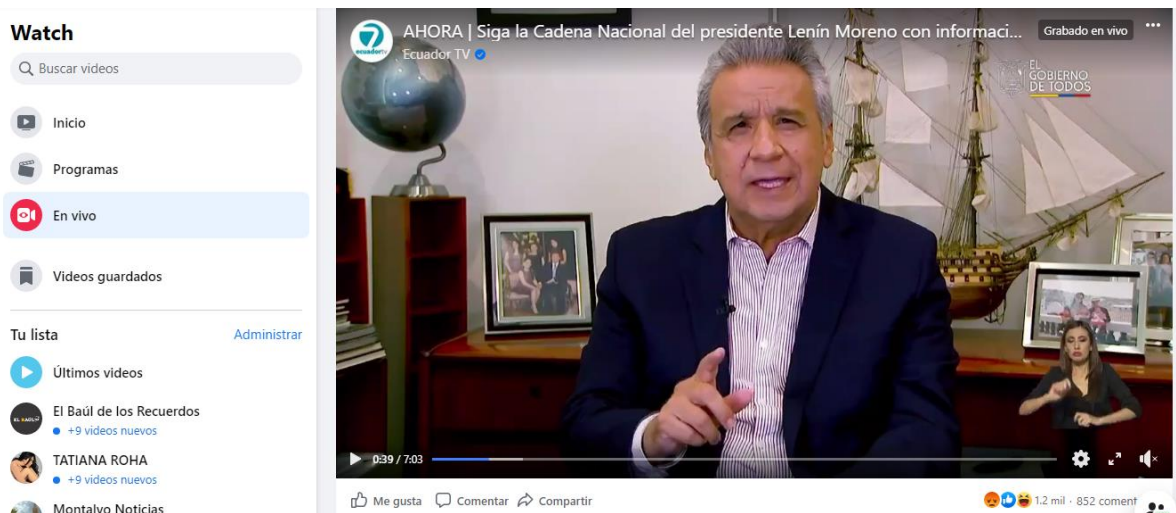 Watch
Buscar videos
Inicio
Programas
En vivo
Videos guardados
Tu lista
Administrar
Últimos videos
EL BAÚL
El Baúl de los Recuerdos
+9 videos nuevos
TATIANA ROHA
+9 videos nuevos
Montalvo Noticias
AHORA | Siga la Cadena Nacional del presidente Lenín Moreno con informaci...
Grabado en vivo
ecuadortv
Ecuador TV
EL
GOBIERNO
DE TODOS
0:39 / 7:03
Me gusta
Comentar
Compartir
1.2 mil · 852 coment